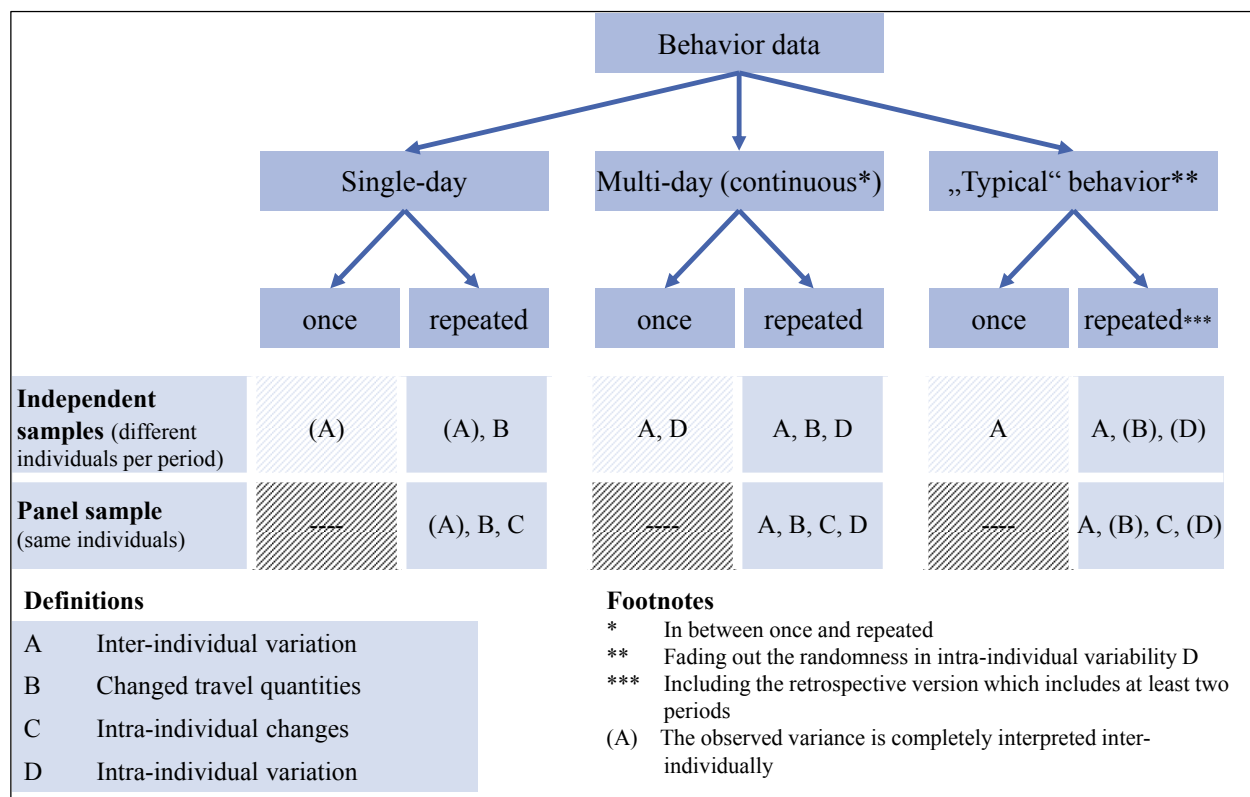 Behavior data
Single-day
Multi-day (continuous*)
„Typical“ behavior**
once
repeated
once
repeated
once
repeated***
Independent
samples (different
individuals per period)
(A)
(A), B
A, D
A, B, D
A
A, (B), (D)
Panel sample
(same individuals)
----
(A), B, C
----
A, B, C, D
----
A, (B), C, (D)
Definitions
A Inter-individual variation
B Changed travel quantities
C Intra-individual changes
D Intra-individual variation
Footnotes
* In between once and repeated
** Fading out the randomness in intra-individual variability D
*** Including the retrospective version which includes at least two
periods
(A) The observed variance is completely interpreted inter-
individually